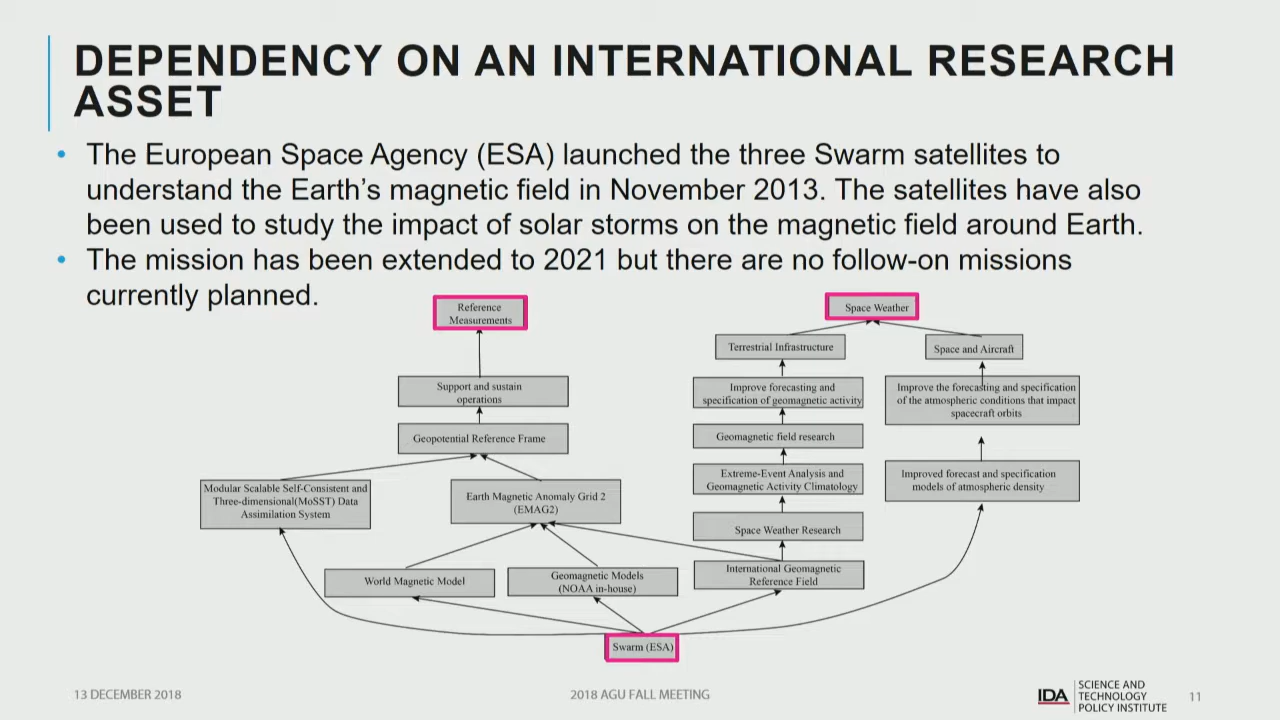 DEPENDENCY ON AN INTERNATIONAL RESEARCH
ASSET
• The European Space Agency (ESA) launched the three Swarm satellites to
understand the Earth's magnetic field in November 2013. The satellites have also
been used to study the impact of solar storms on the magnetic field around Earth.
• The mission has been extended to 2021 but there are no follow-on missions
currently planned.
Reference
Measurements
Space Weather
Terrestrial Infrastructure
Space and Aircraft
Support and sustain
operations
Improve forecasting and
specification of geomagnetic activity
Improve the forecasting and specification
of the atmospheric conditions that impact
spacecraft orbits
Geopotential Reference Frame
Geomagnetic field research
Modular Scalable Self-Consistent and
Three-dimensional(MoSST) Data
Assimilation System
Earth Magnetic Anomaly Grid 2
(EMAG2)
Extreme-Event Analysis and
Geomagnetic Activity Climatology
Improved forecast and specification
models of atmospheric density
Space Weather Research
World Magnetic Model
Geomagnetic Models
(NOAA in-house)
International Geomagnetic
Reference Field
Swarm (ESA)
13 DECEMBER 2018
2018 AGU FALL MEETING
IDA
SCIENCE AND
TECHNOLOGY
POLICY INSTITUTE
11